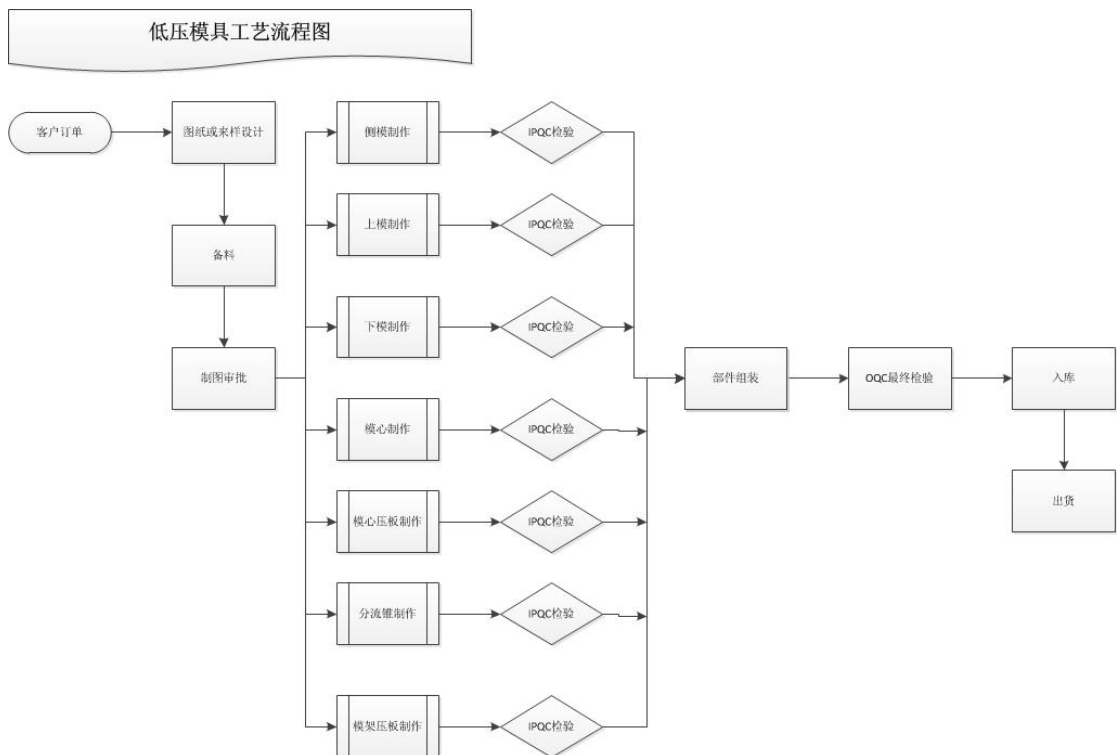 低压模具工艺流程图
客户订单
图纸或来样设计
备料
制图审批
侧模制作
IPQC检验
上模制作
IPQC检验
下模制作
IPQC检验
模心制作
IPQC检验
模心压板制作
IPQC检验
分流锥制作
IPQC检验
模架压板制作
IPQC检验
部件组装
OQC最终检验
入库
出货